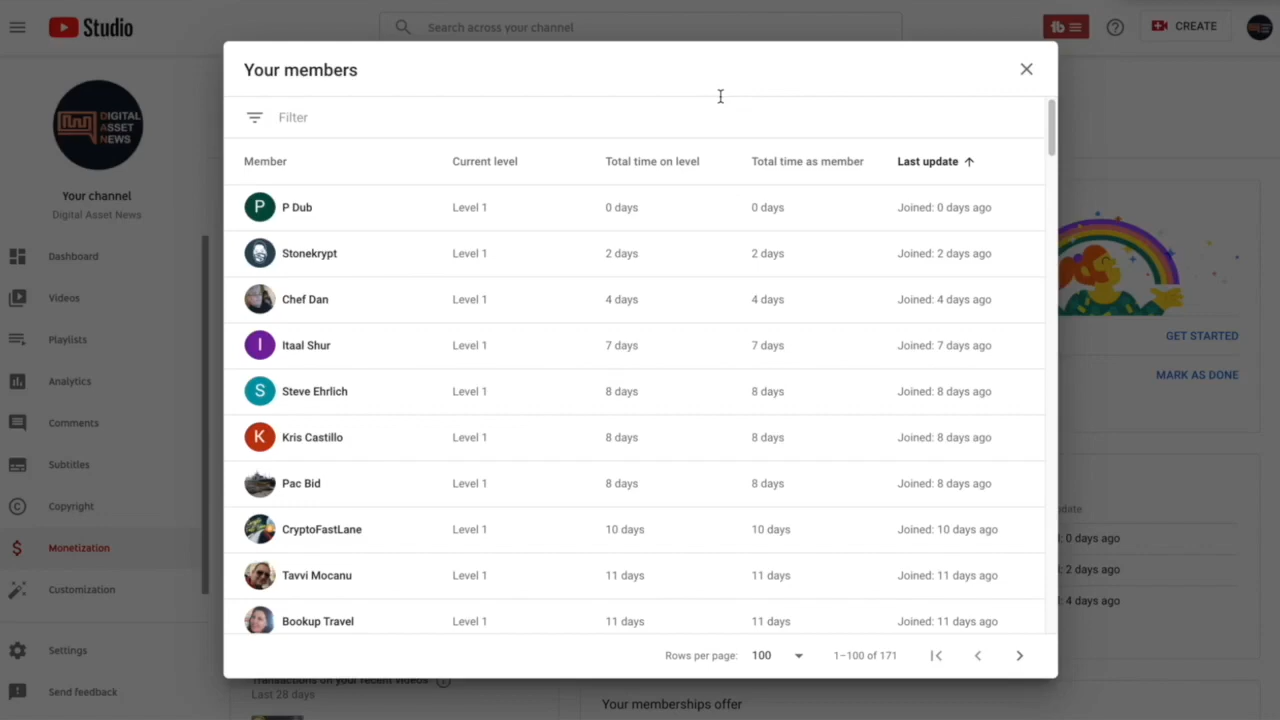 Studio
Search across your channel
tb
CREATE
Your members
Filter
Member Current level Total time on level Total time as member Last update
P P Dub Level 1 0 days 0 days Joined: 0 days ago
Stonekrypt Level 1 2 days 2 days Joined: 2 days ago
Chef Dan Level 1 4 days 4 days Joined: 4 days ago
I Itaal Shur Level 1 7 days 7 days Joined: 7 days ago
S Steve Ehrlich Level 1 8 days 8 days Joined: 8 days ago
K Kris Castillo Level 1 8 days 8 days Joined: 8 days ago
Pac Bid Level 1 8 days 8 days Joined: 8 days ago
CryptoFastLane Level 1 10 days 10 days Joined: 10 days ago
Tavvi Mocanu Level 1 11 days 11 days Joined: 11 days ago
Bookup Travel Level 1 11 days 11 days Joined: 11 days ago
Rows per page: 100 1–100 of 171
DIGITAL
ASSET
NEWS
Your channel
Digital Asset News
Dashboard
Videos
Playlists
Analytics
Comments
Subtitles
Copyright
Monetization
Customization
Settings
Send feedback
GET STARTED
MARK AS DONE
0 days ago
2 days ago
4 days ago
Transactions on your recent videos
Last 28 days
Your memberships offer